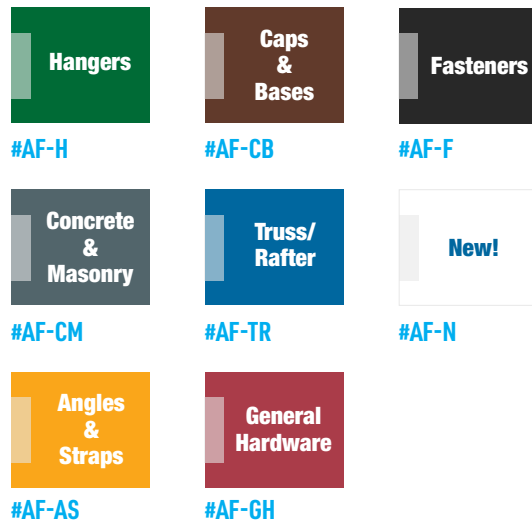 Hangers
#AF-H
Caps
&
Bases
#AF-CB
Fasteners
#AF-F
Concrete
&
Masonry
#AF-CM
Truss/
Rafter
#AF-TR
New!
#AF-N
Angles
&
Straps
#AF-AS
General
Hardware
#AF-GH